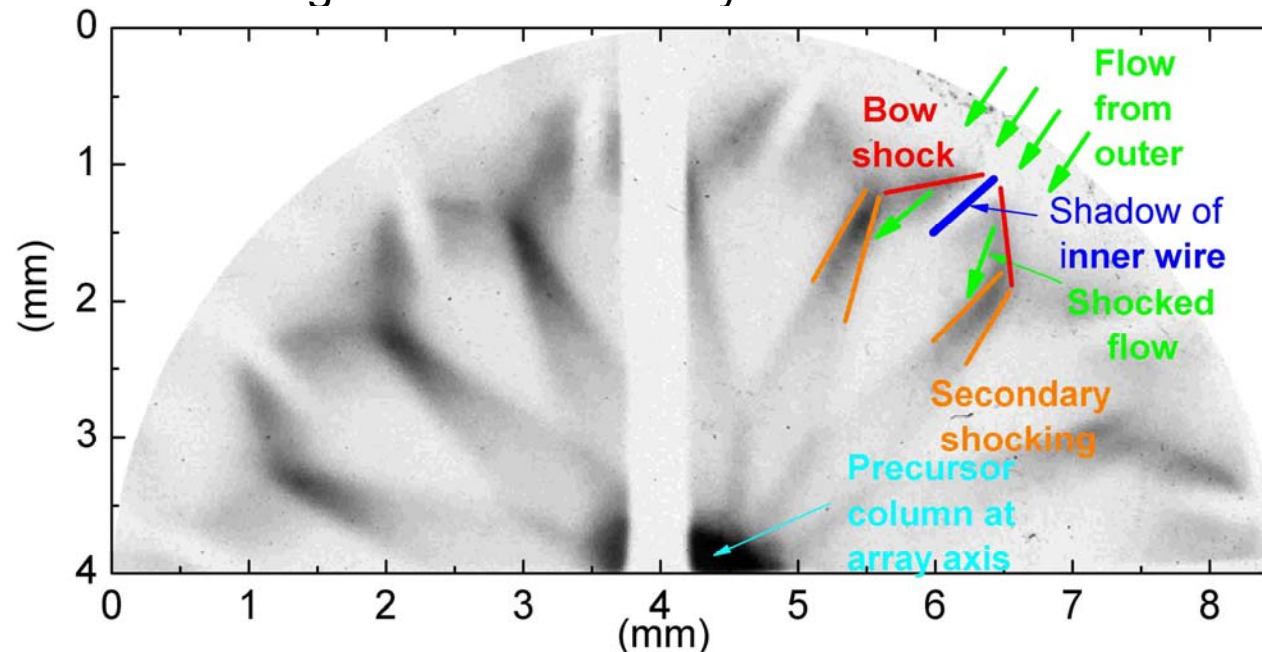 0
1
2
3
4
(mm)
Bow
shock
Flow
from
outer
Shadow of
inner wire
Shocked
flow
Secondary
shocking
Precursor
column at
array axis
0 1 2 3 4 5 6 7 8
(mm)